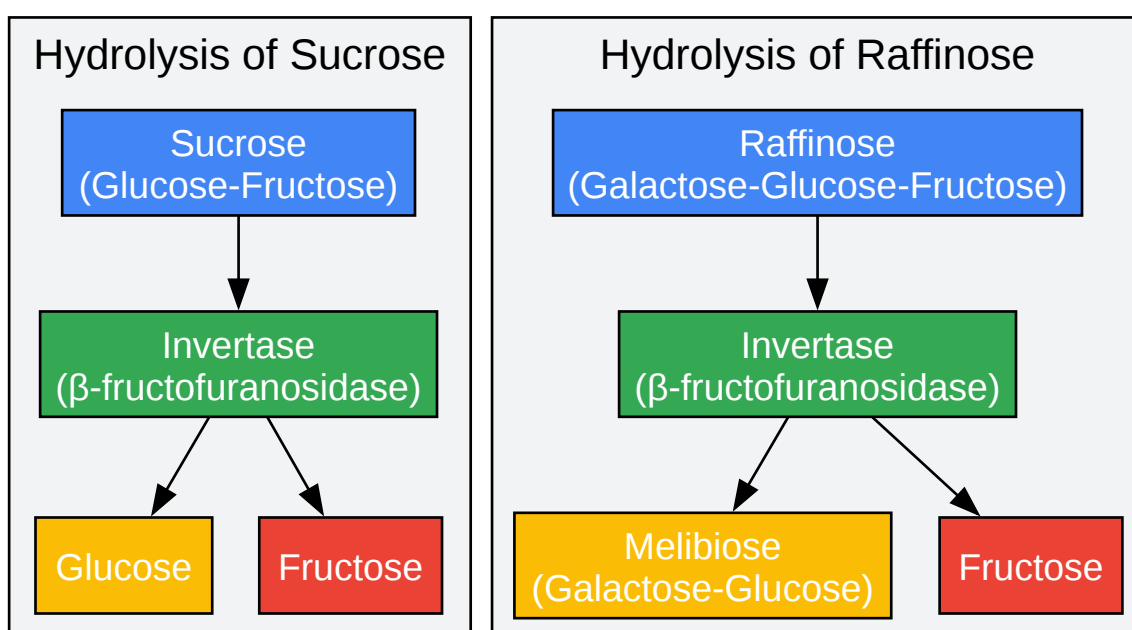 Hydrolysis of Sucrose
Sucrose
(Glucose-Fructose)
Invertase
(β-fructofuranosidase)
Glucose
Fructose
Hydrolysis of Raffinose
Raffinose
(Galactose-Glucose-Fructose)
Invertase
(β-fructofuranosidase)
Melibiose
(Galactose-Glucose)
Fructose